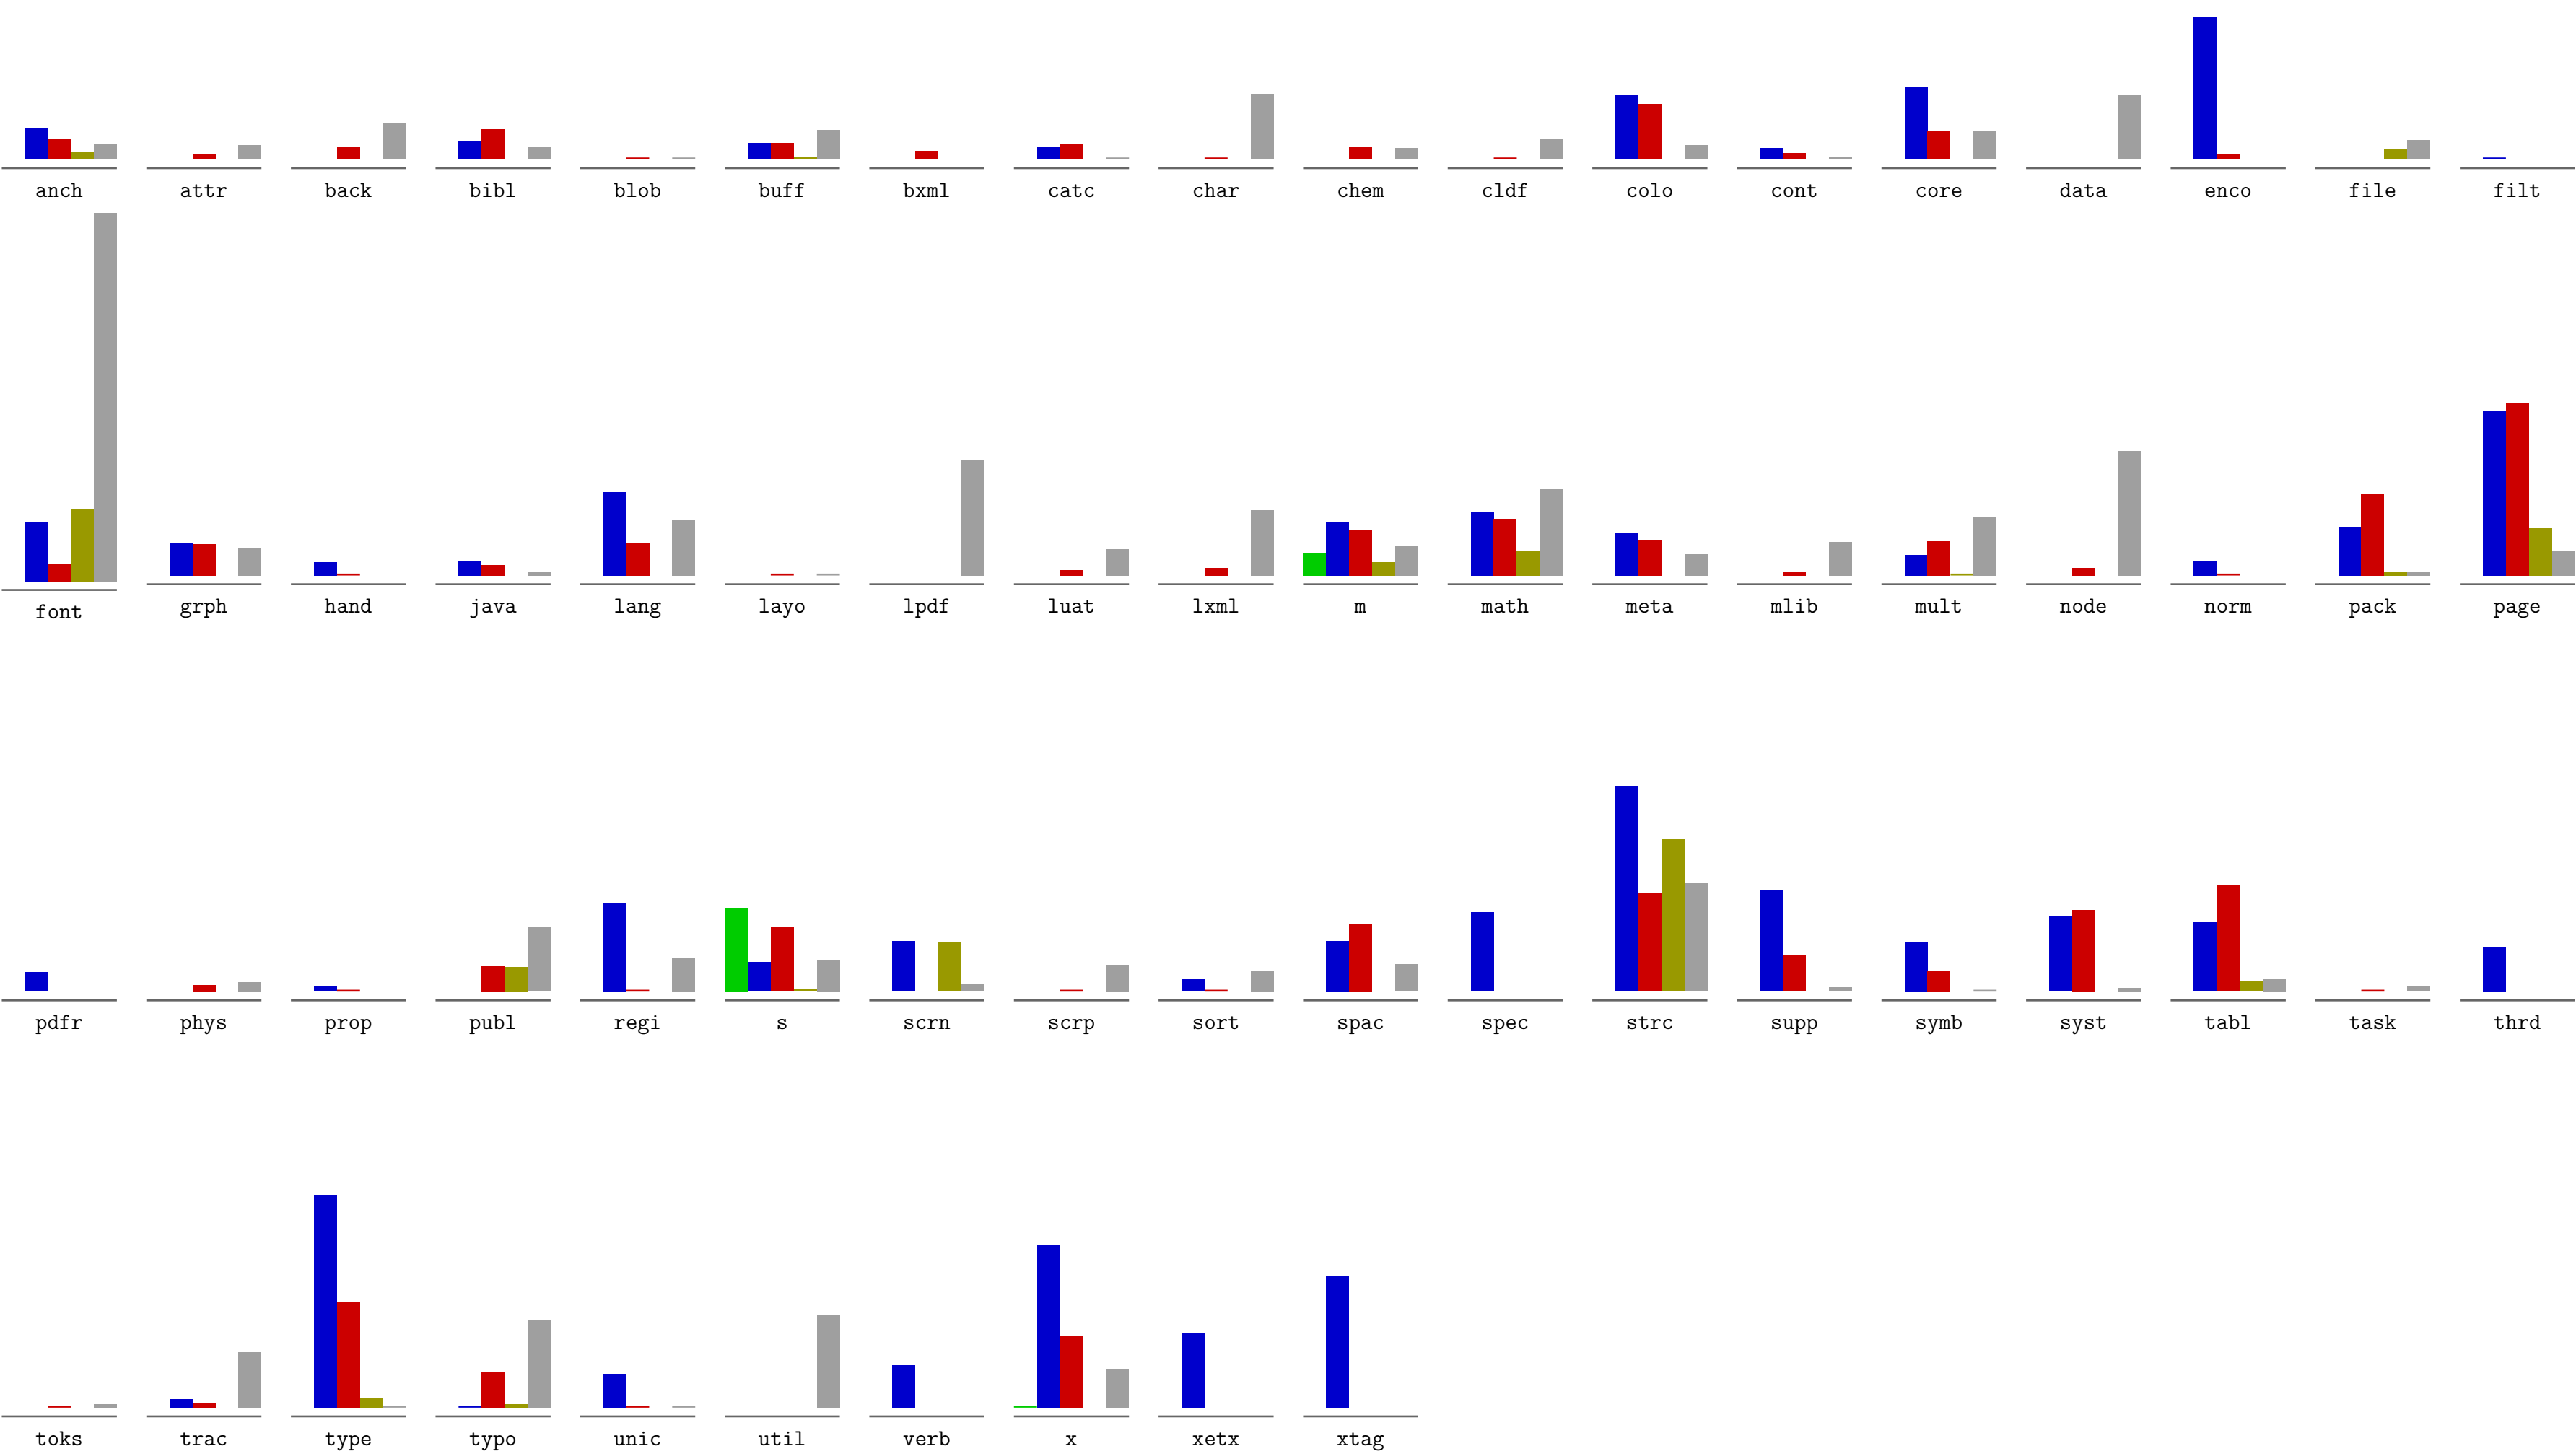 anch attr back bibl blob buff bxml catc char chem cldf colo cont core data enco file filt
font grph hand java lang layo lpdf luat lxml m math meta mlib mult node norm pack page
pdfr phys prop publ regi s scrn scrp sort spac spec strc supp symb syst tabl task thrd
toks trac type typo unic util verb x xetx xtag